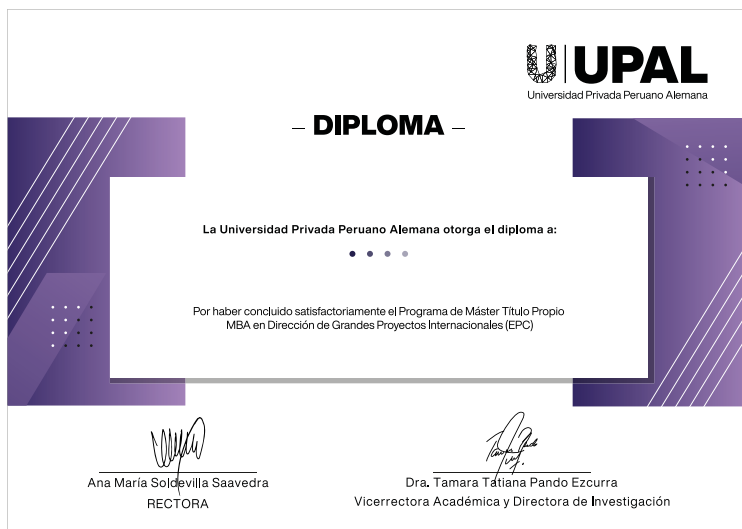 UPAL
Universidad Privada Peruano Alemana
– DIPLOMA –
La Universidad Privada Peruano Alemana otorga el diploma a:
Por haber concluido satisfactoriamente el Programa de Máster Título Propio
MBA en Dirección de Grandes Proyectos Internacionales (EPC)
Ana María Soldevilla Saavedra
RECTORA
Dra. Tamara Tatiana Pando Ezcurra
Vicerrectora Académica y Directora de Investigación